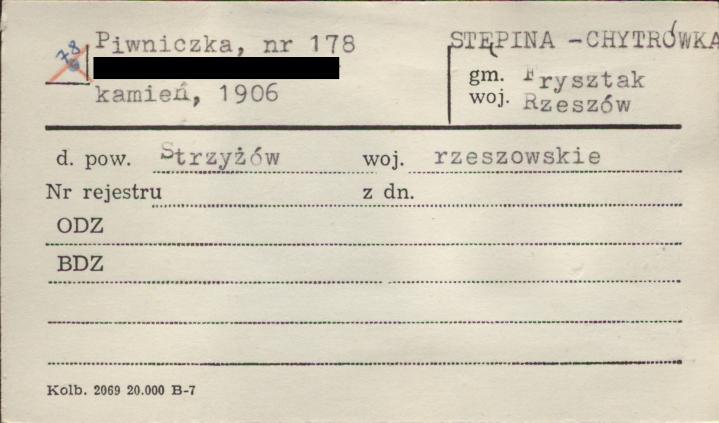 78
Piwniczka, nr 178
kamień, 1906
STĘPINA - CHYTRÓWKA
gm. Frysztak
woj. Rzeszów
d. pow. Strzyżów woj. rzeszowskie
Nr rejestru z dn.
ODZ
BDZ
Kolb. 2069 20.000 B-7